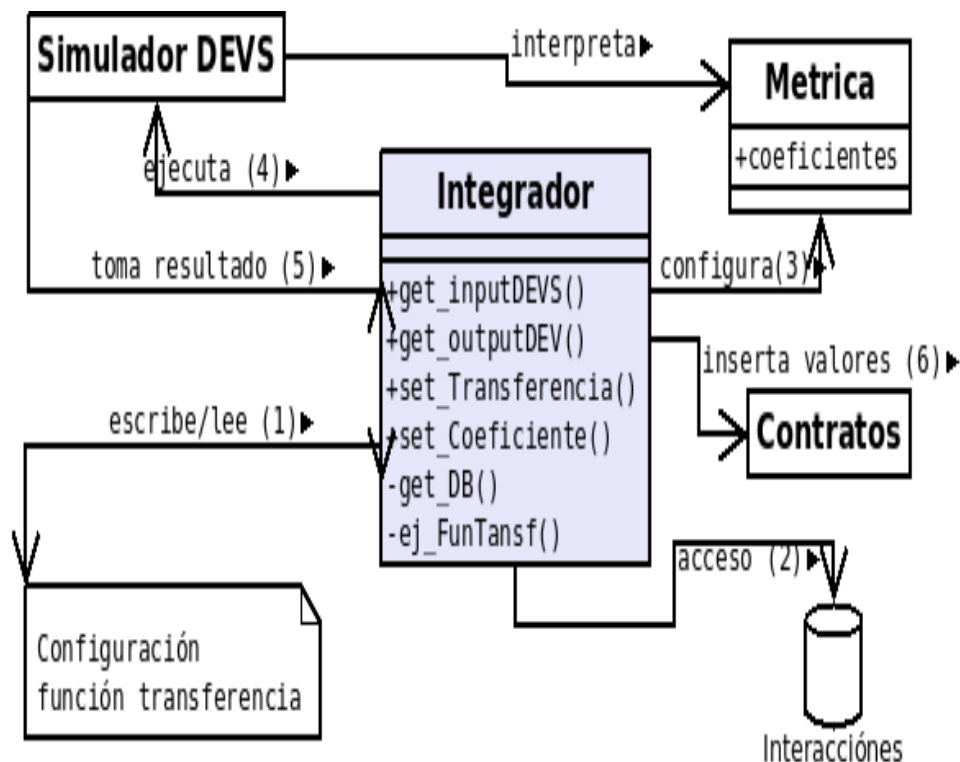 Simulador DEVS
interpreta
Metrica
+coeficientes
ejecuta (4)
Integrador
toma resultado (5)
configura(3)
+get_inputDEVS()
+get_outputDEV()
+set_Transferencia()
+set_Coeficiente()
-get_DB()
-ej_FunTansf()
inserta valores (6)
Contratos
escribe/lee (1)
acceso (2)
Configuración
función transferencia
Interacciónes